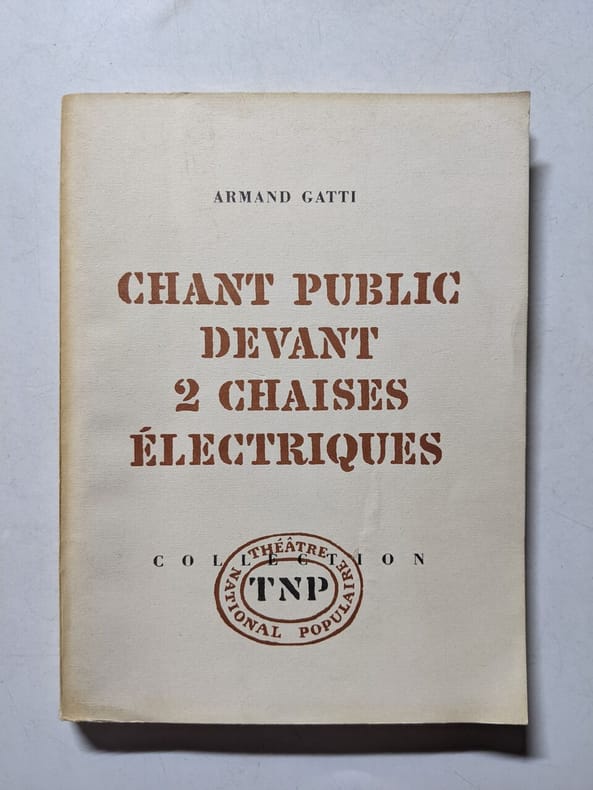 ARMAND GATTI
CHANT PUBLIC
DEVANT
2 CHAISES
ÉLECTRIQUES
COLLECTION
THÉÂTRE
NATIONAL POPULAIRE
TNP